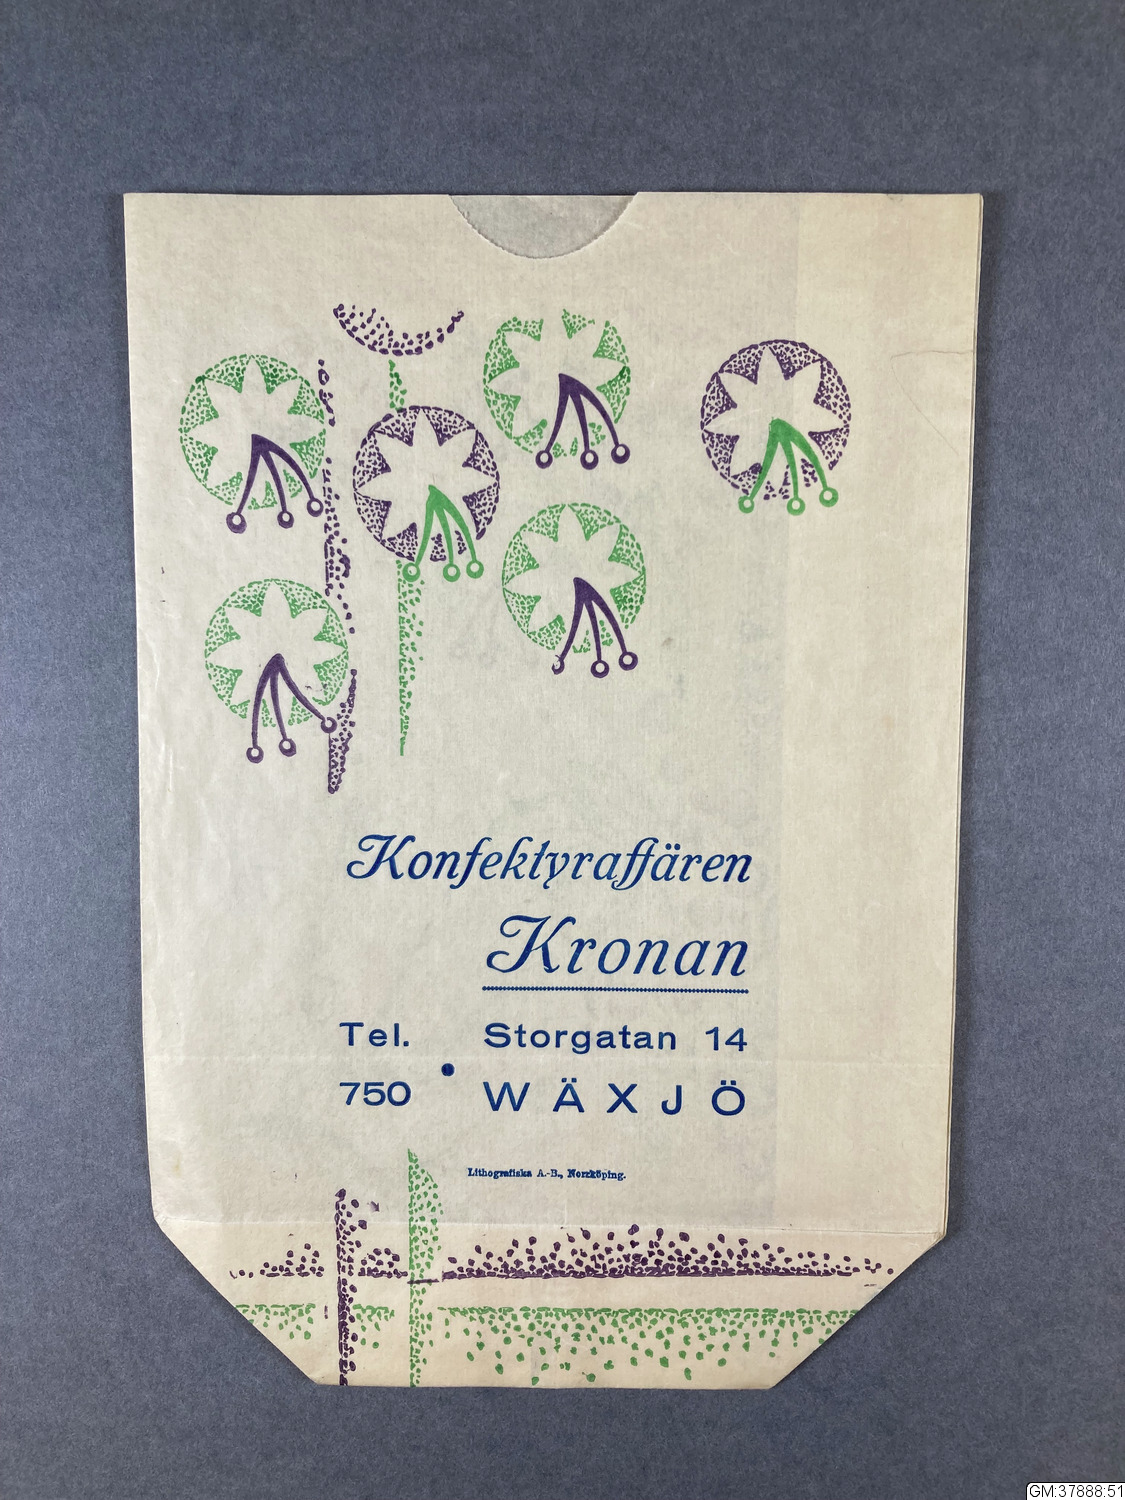 Konfektyraffären
Kronan
Tel. Storgatan 14
750 • WÄXJÖ
Lithografiska A.-B., Norrköping.
GM:37888:51